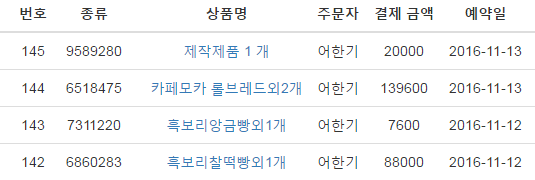 번호 종류 상품명 주문자 결제 금액 예약일
145 9589280 제작제품 1 개 어한기 20000 2016-11-13
144 6518475 카페모카 롤브레드외2개 어한기 139600 2016-11-13
143 7311220 흑보리앙금빵외1개 어한기 7600 2016-11-12
142 6860283 흑보리찰떡빵외1개 어한기 88000 2016-11-12